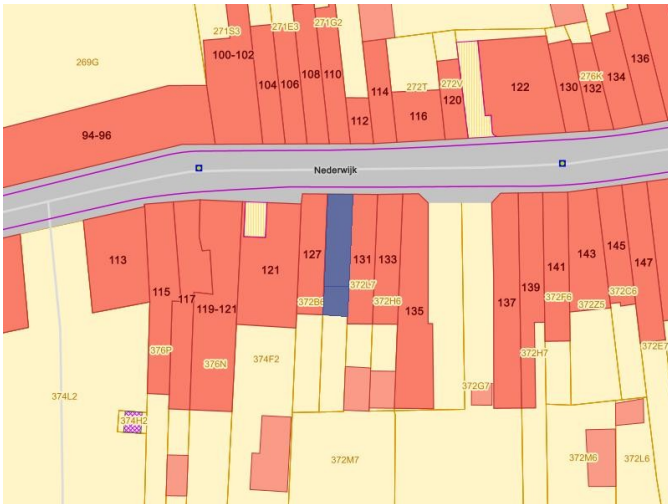 271S3
271E3
271G2
269G
100-102
104
106
108
110
112
114
272T
116
272V
120
122
130
276K
132
134
136
94-96
Nederwijk
113
115
117
119-121
121
127
131
133
135
137
139
141
143
145
147
372B6
372L7
372H6
372F6
372Z5
372C6
372E7
376P
376N
374F2
372H7
372G7
374L2
374H2
372M7
372M6
372L6